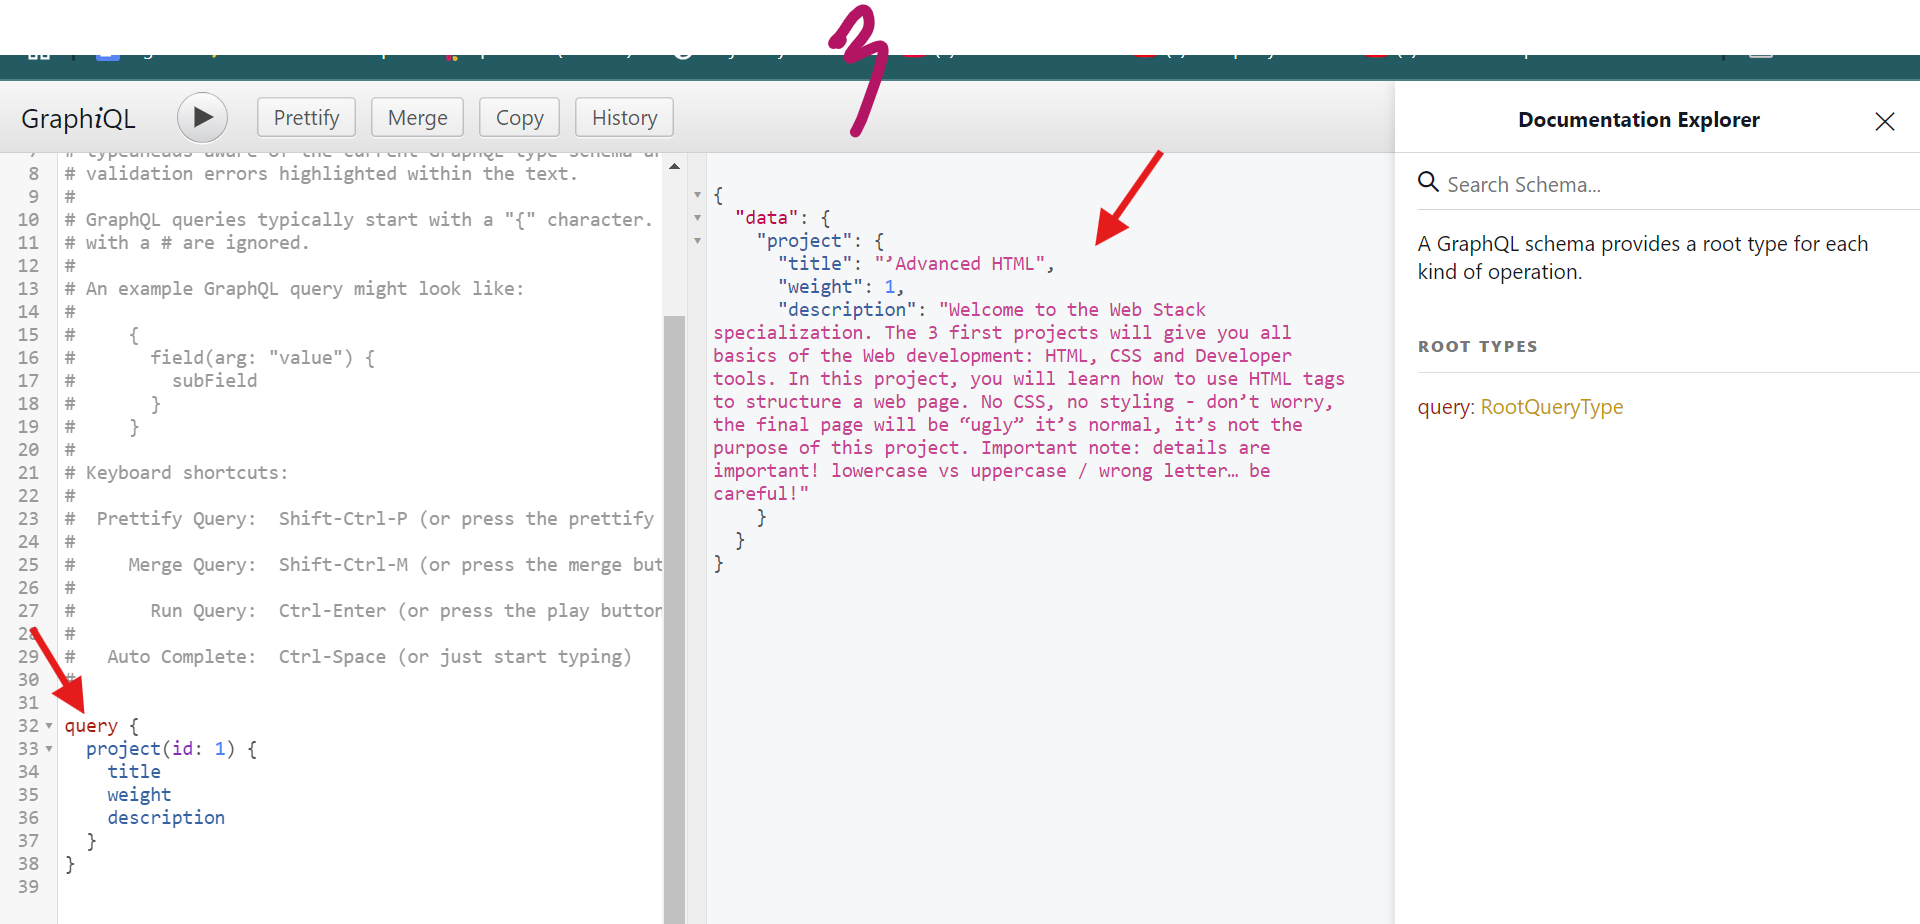 3
GraphiQL
Prettify
Merge
Copy
History
Documentation Explorer
7 # typeaheads aware of the current GraphQL type schema
8 # validation errors highlighted within the text.
9 #
10 # GraphQL queries typically start with a "{" character.
11 # with a # are ignored.
12 #
13 # An example GraphQL query might look like:
14 #
15 #     {
16 #       field(arg: "value") {
17 #         subField
18 #       }
19 #     }
20 #
21 # Keyboard shortcuts:
22 #
23 #  Prettify Query:  Shift-Ctrl-P (or press the prettify
24 #
25 #     Merge Query:  Shift-Ctrl-M (or press the merge but
26 #
27 #       Run Query:  Ctrl-Enter (or press the play button
28 #
29 #   Auto Complete:  Ctrl-Space (or just start typing)
30 #
31
32 query {
33   project(id: 1) {
34     title
35     weight
36     description
37   }
38 }
39
{
  "data": {
    "project": {
      "title": "’Advanced HTML",
      "weight": 1,
      "description": "Welcome to the Web Stack
specialization. The 3 first projects will give you all
basics of the Web development: HTML, CSS and Developer
tools. In this project, you will learn how to use HTML tags
to structure a web page. No CSS, no styling - don’t worry,
the final page will be “ugly” it’s normal, it’s not the
purpose of this project. Important note: details are
important! lowercase vs uppercase / wrong letter… be
careful!"
    }
  }
}
Search Schema...
A GraphQL schema provides a root type for each
kind of operation.
ROOT TYPES
query: RootQueryType